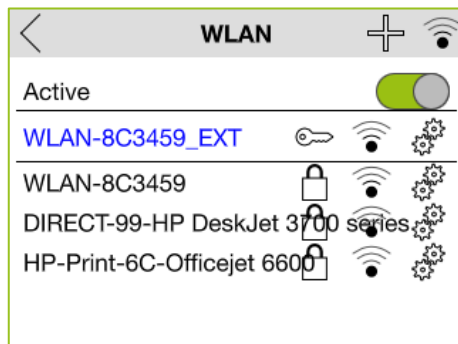 WLAN
Active
WLAN-8C3459_EXT
WLAN-8C3459
DIRECT-99-HP DeskJet 3700 series
HP-Print-6C-Officejet 6600